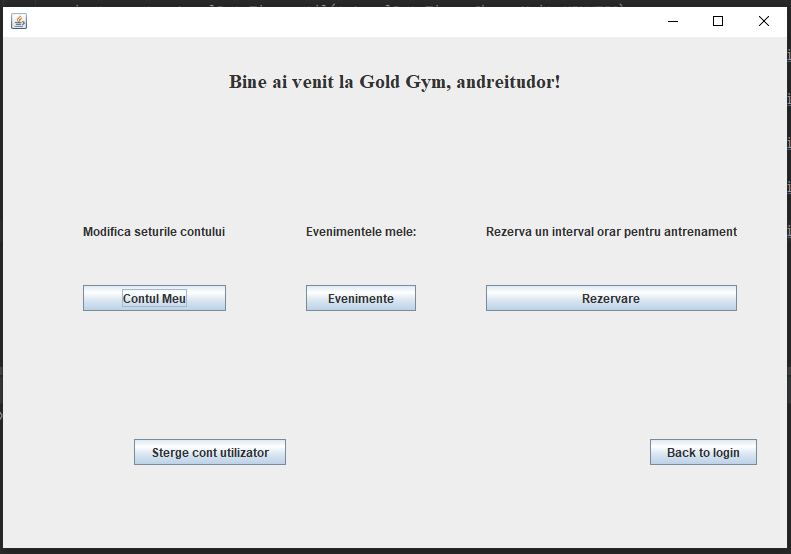 Bine ai venit la Gold Gym, andreitudor!
Modifica seturile contului
Evenimentele mele:
Rezerva un interval orar pentru antrenament
Contul Meu
Evenimente
Rezervare
Sterge cont utilizator
Back to login